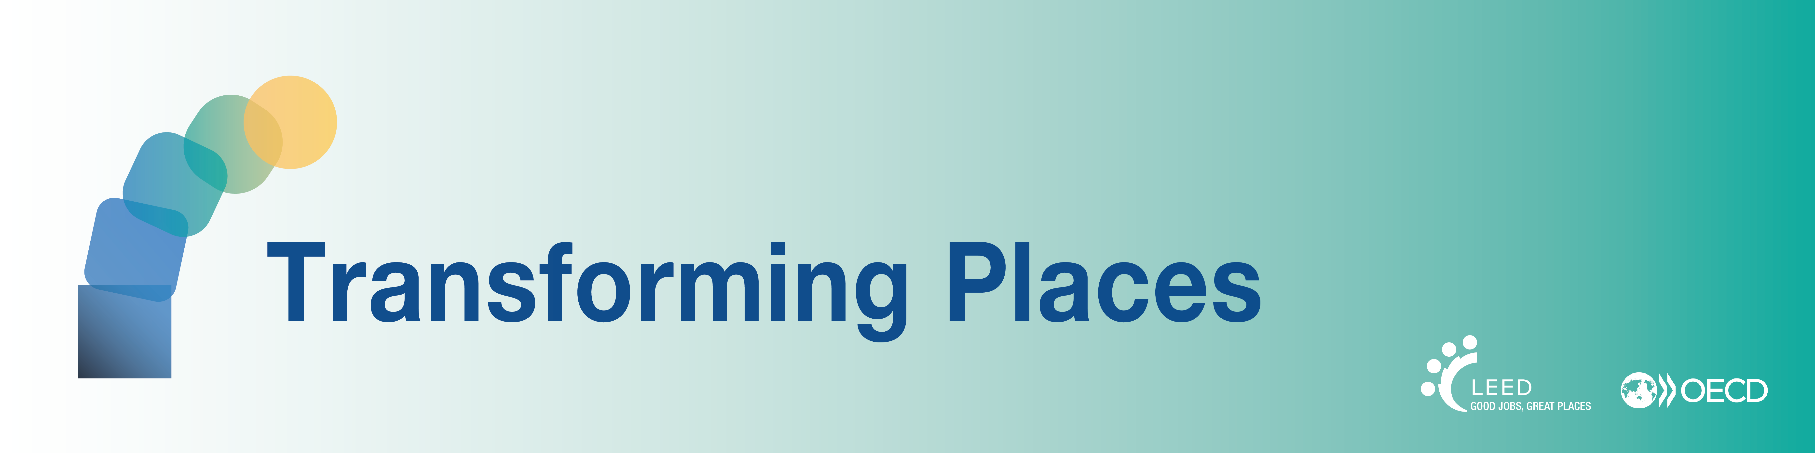 Transforming Places
LEED
GOOD JOBS, GREAT PLACES
OECD